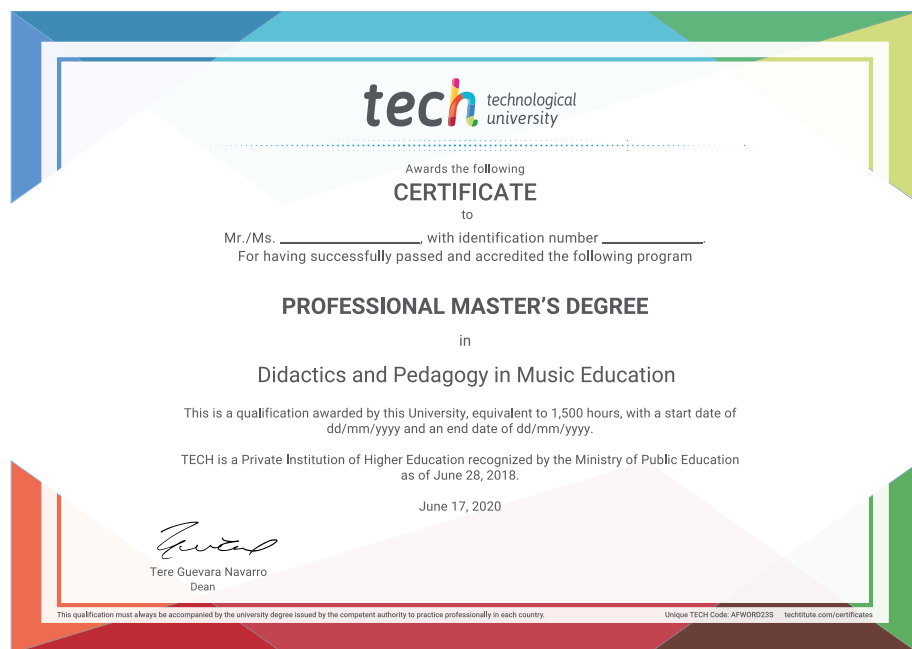 tech technological
university
Awards the following
CERTIFICATE
to
Mr./Ms. ____________________, with identification number ______________.
For having successfully passed and accredited the following program
PROFESSIONAL MASTER'S DEGREE
in
Didactics and Pedagogy in Music Education
This is a qualification awarded by this University, equivalent to 1,500 hours, with a start date of
dd/mm/yyyy and an end date of dd/mm/yyyy.
TECH is a Private Institution of Higher Education recognized by the Ministry of Public Education
as of June 28, 2018.
June 17, 2020
Tere Guevara Navarro
Dean
This qualification must always be accompanied by the university degree issued by the competent authority to practice professionally in each country.
Unique TECH Code: AFWORD23S techtitute.com/certificates